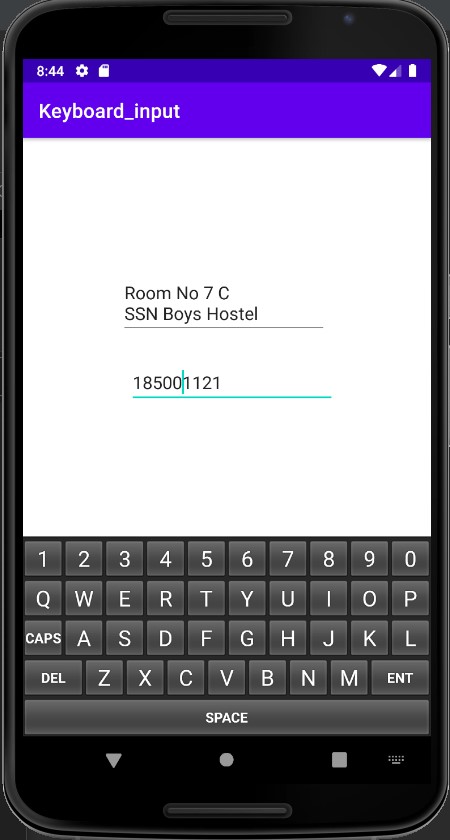 8:44
Keyboard_input
Room No 7 C
SSN Boys Hostel
185001121
1 2 3 4 5 6 7 8 9 0
Q W E R T Y U I O P
CAPS A S D F G H J K L
DEL Z X C V B N M ENT
SPACE